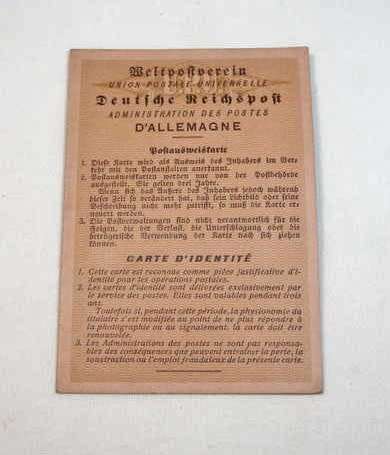 Weltpostverein
UNION POSTALE UNIVERSELLE
Deutsche Reichspost
ADMINISTRATION DES POSTES
D'ALLEMAGNE
Postausweiskarte
1. Diese Karte wird als Ausweis des Inhabers im Ver-
kehr mit den Postanstalten anerkannt.
2. Postausweiskarten werden nur von der Postbehörde
ausgestellt. Sie gelten drei Jahre.
Wenn sich das Äußere des Inhabers jedoch während
dieser Zeit so verändert hat, daß sein Lichtbild oder seine
Beschreibung nicht mehr zutrifft, so muß die Karte er-
neuert werden.
3. Die Postverwaltungen sind nicht verantwortlich für die
Folgen, die der Verlust, die Unterschlagung oder die
betrügerische Verwendung der Karte nach sich ziehen
können.
CARTE D'IDENTITÉ
1. Cette carte est reconnue comme pièce justificative d'i-
dentité pour les opérations postales.
2. Les cartes d'identité sont délivrées exclusivement par
le service des postes. Elles sont valables pendant trois
ans.
Toutefois si, pendant cette période, la physionomie du
titulaire s'est modifiée au point de ne plus répondre à
la photographie ou au signalement, la carte doit être
renouvelée.
3. Les Administrations des postes ne sont pas responsa-
bles des conséquences que peuvent entraîner la perte, la
soustraction ou l'emploi frauduleux de la présente carte.